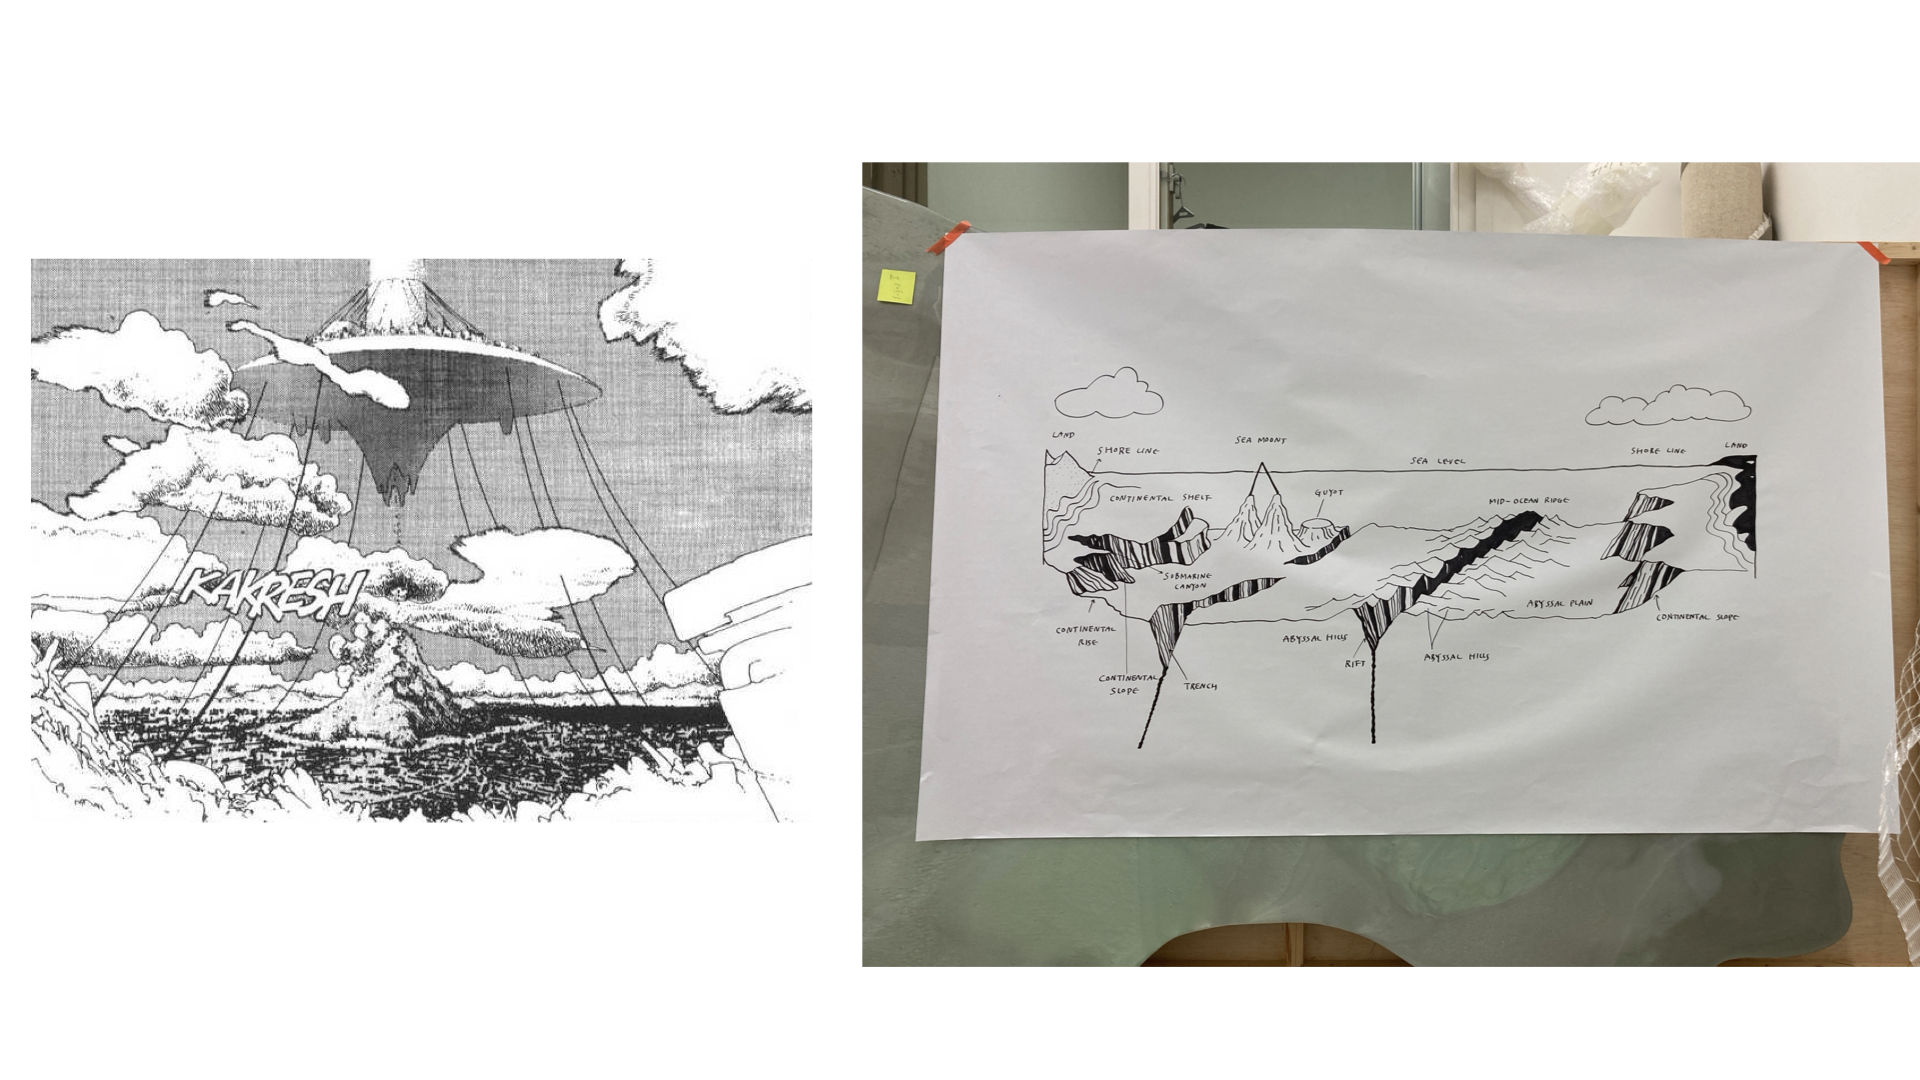 KAKRESH
LAND
SHORE LINE
SEA MOUNT
SEA LEVEL
SHORE LINE
LAND
CONTINENTAL SHELF
GUYOT
MID-OCEAN RIDGE
SUBMARINE
CANYON
ABYSSAL PLAIN
CONTINENTAL
RISE
ABYSSAL HILLS
RIFT
ABYSSAL HILLS
CONTINENTAL SLOPE
CONTINENTAL
SLOPE
TRENCH